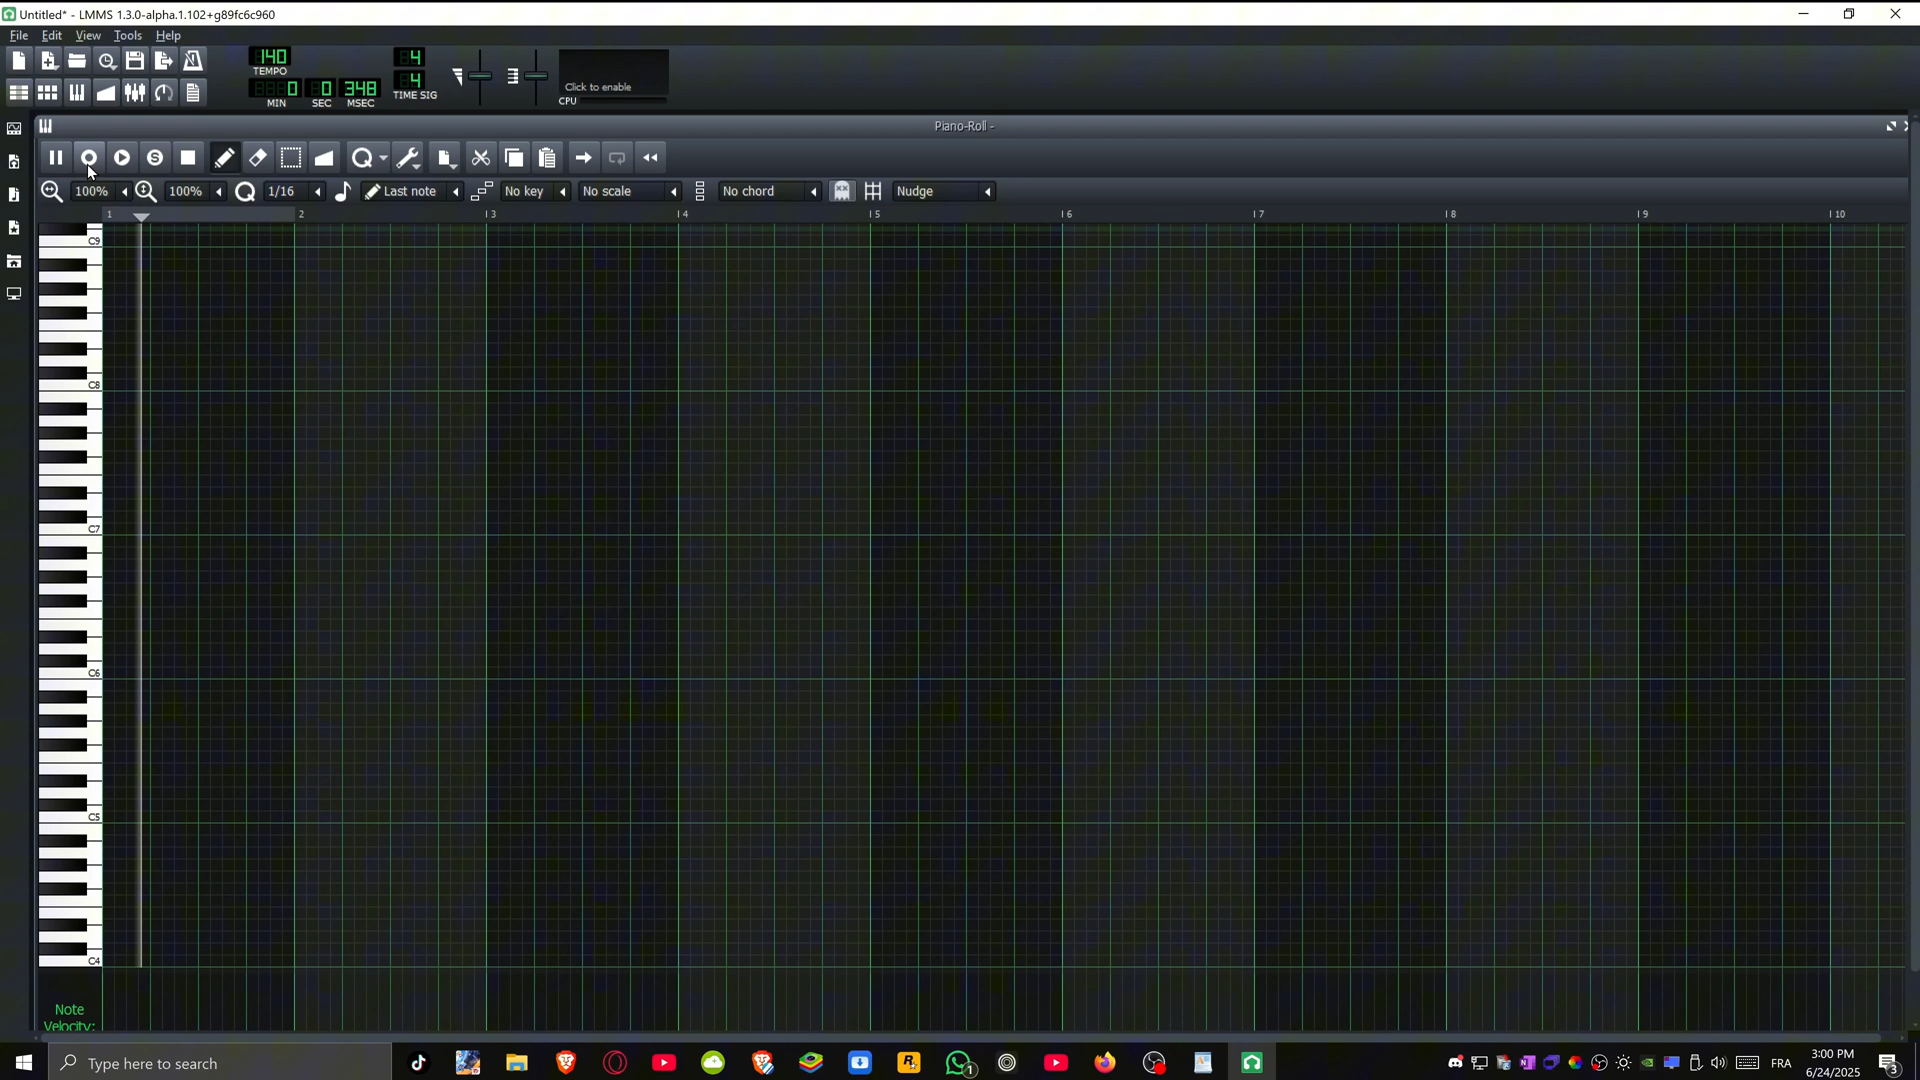 Untitled* - LMMS 1.3.0-alpha.1.102+g89fc6c960
File Edit View Tools Help
140
TEMPO
0 0 348
MIN SEC MSEC
4
4
TIME SIG
Click to enable
CPU
Piano-Roll -
100% 100% Q 1/16 Last note No key No scale No chord Nudge
1 2 3 4 5 6 7 8 9 10
C9
C8
C7
C6
C5
C4
Note
Velocity:
Type here to search
1
FRA
3:00 PM
6/24/2025
3